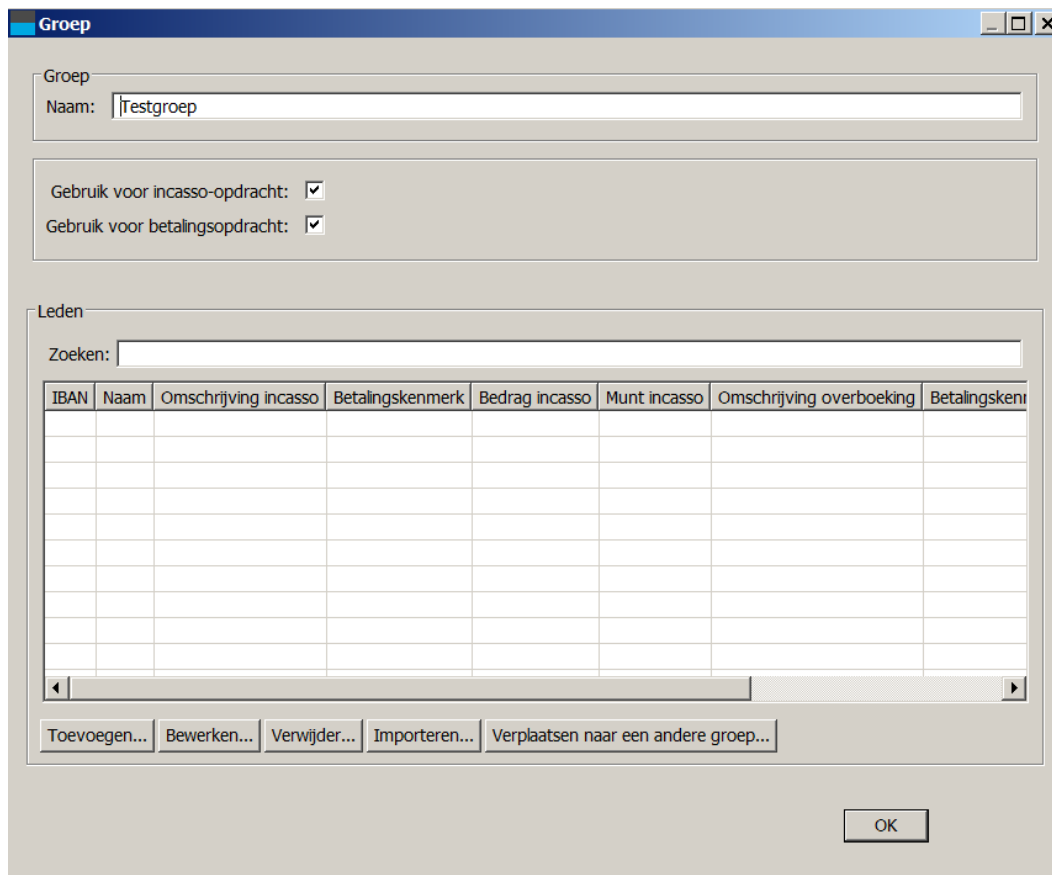 Groep
Groep
Naam: Testgroep
Gebruik voor incasso-opdracht:
Gebruik voor betalingsopdracht:
Leden
Zoeken:
IBAN Naam Omschrijving incasso Betalingskenmerk Bedrag incasso Munt incasso Omschrijving overboeking Betalingsken
Toevoegen... Bewerken... Verwijder... Importeren... Verplaatsen naar een andere groep...
OK